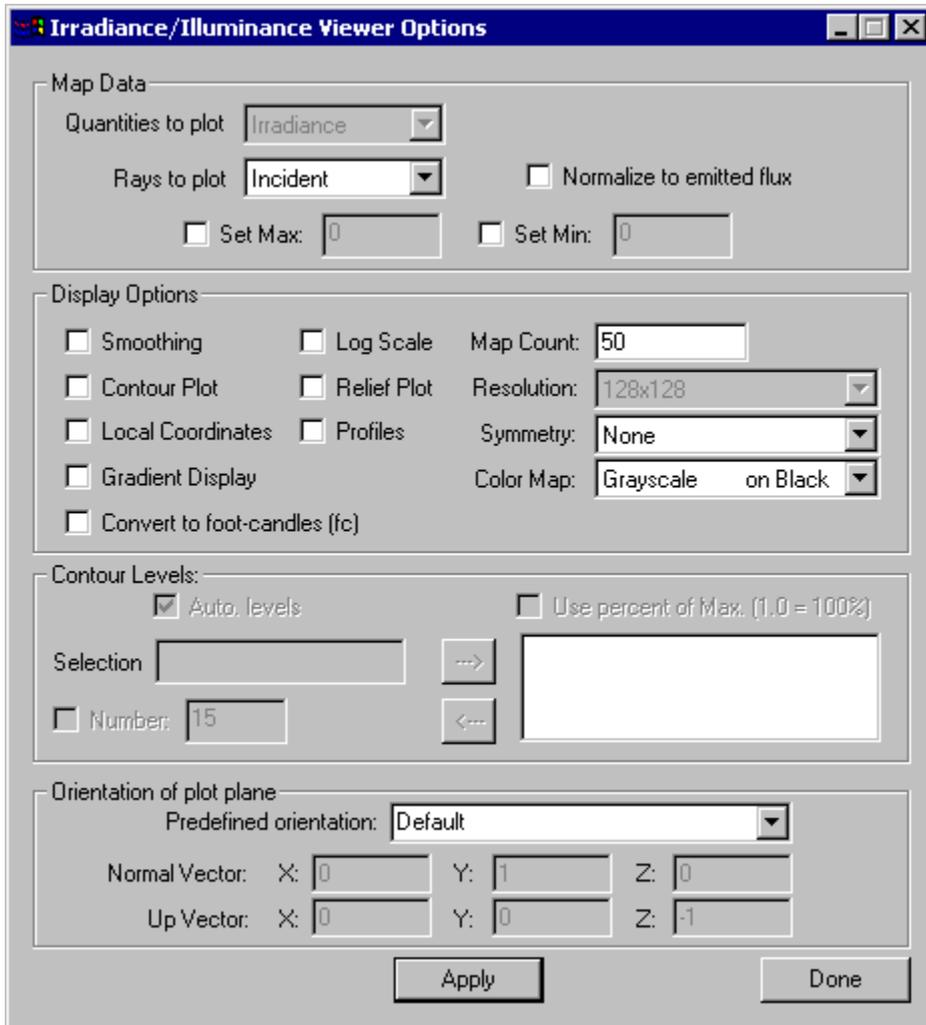 Irradiance/Illuminance Viewer Options
Map Data
Quantities to plot Irradiance
Rays to plot Incident Normalize to emitted flux
Set Max: 0 Set Min: 0
Display Options
Smoothing Log Scale Map Count: 50
Contour Plot Relief Plot Resolution: 128x128
Local Coordinates Profiles Symmetry: None
Gradient Display Color Map: Grayscale on Black
Convert to foot-candles (fc)
Contour Levels:
Auto. levels Use percent of Max. (1.0 = 100%)
Selection --->
Number: 15 <---
Orientation of plot plane
Predefined orientation: Default
Normal Vector: X: 0 Y: 1 Z: 0
Up Vector: X: 0 Y: 0 Z: -1
Apply Done